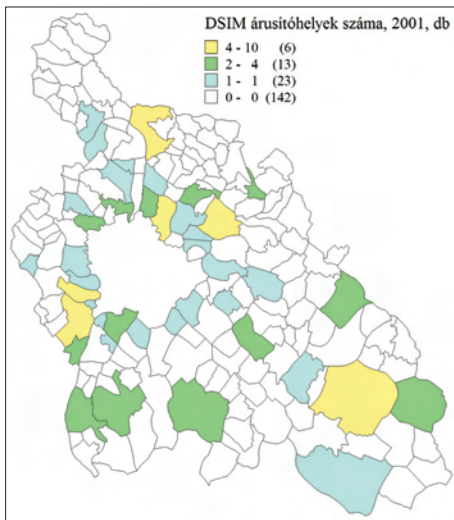 DSIM árusítóhelyek száma, 2001, db
4 - 10 (6)
2 - 4 (13)
1 - 1 (23)
0 - 0 (142)